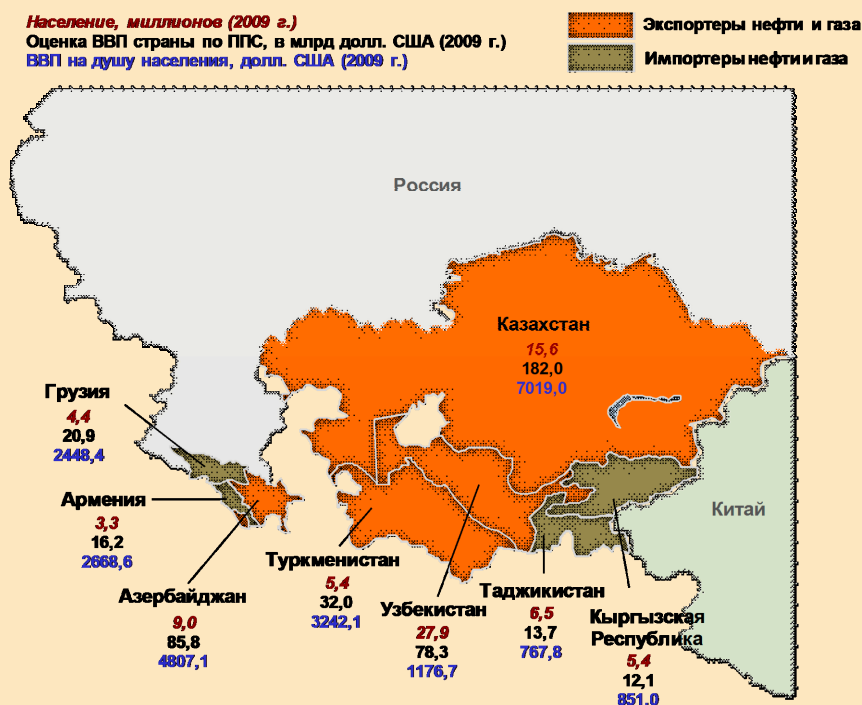 Население, миллионов (2009 г.)
Оценка ВВП страны по ППС, в млрд долл. США (2009 г.)
ВВП на душу населения, долл. США (2009 г.)
Экспортеры нефти и газа
Импортеры нефти и газа
Россия
Казахстан
15,6
182,0
7019,0
Грузия
4,4
20,9
2448,4
Армения
3,3
16,2
2668,6
Азербайджан
9,0
85,8
4807,1
Туркменистан
5,4
32,0
3242,1
Узбекистан
27,9
78,3
1176,7
Таджикистан
6,5
13,7
767,8
Кыргызская
Республика
5,4
12,1
851,0
Китай